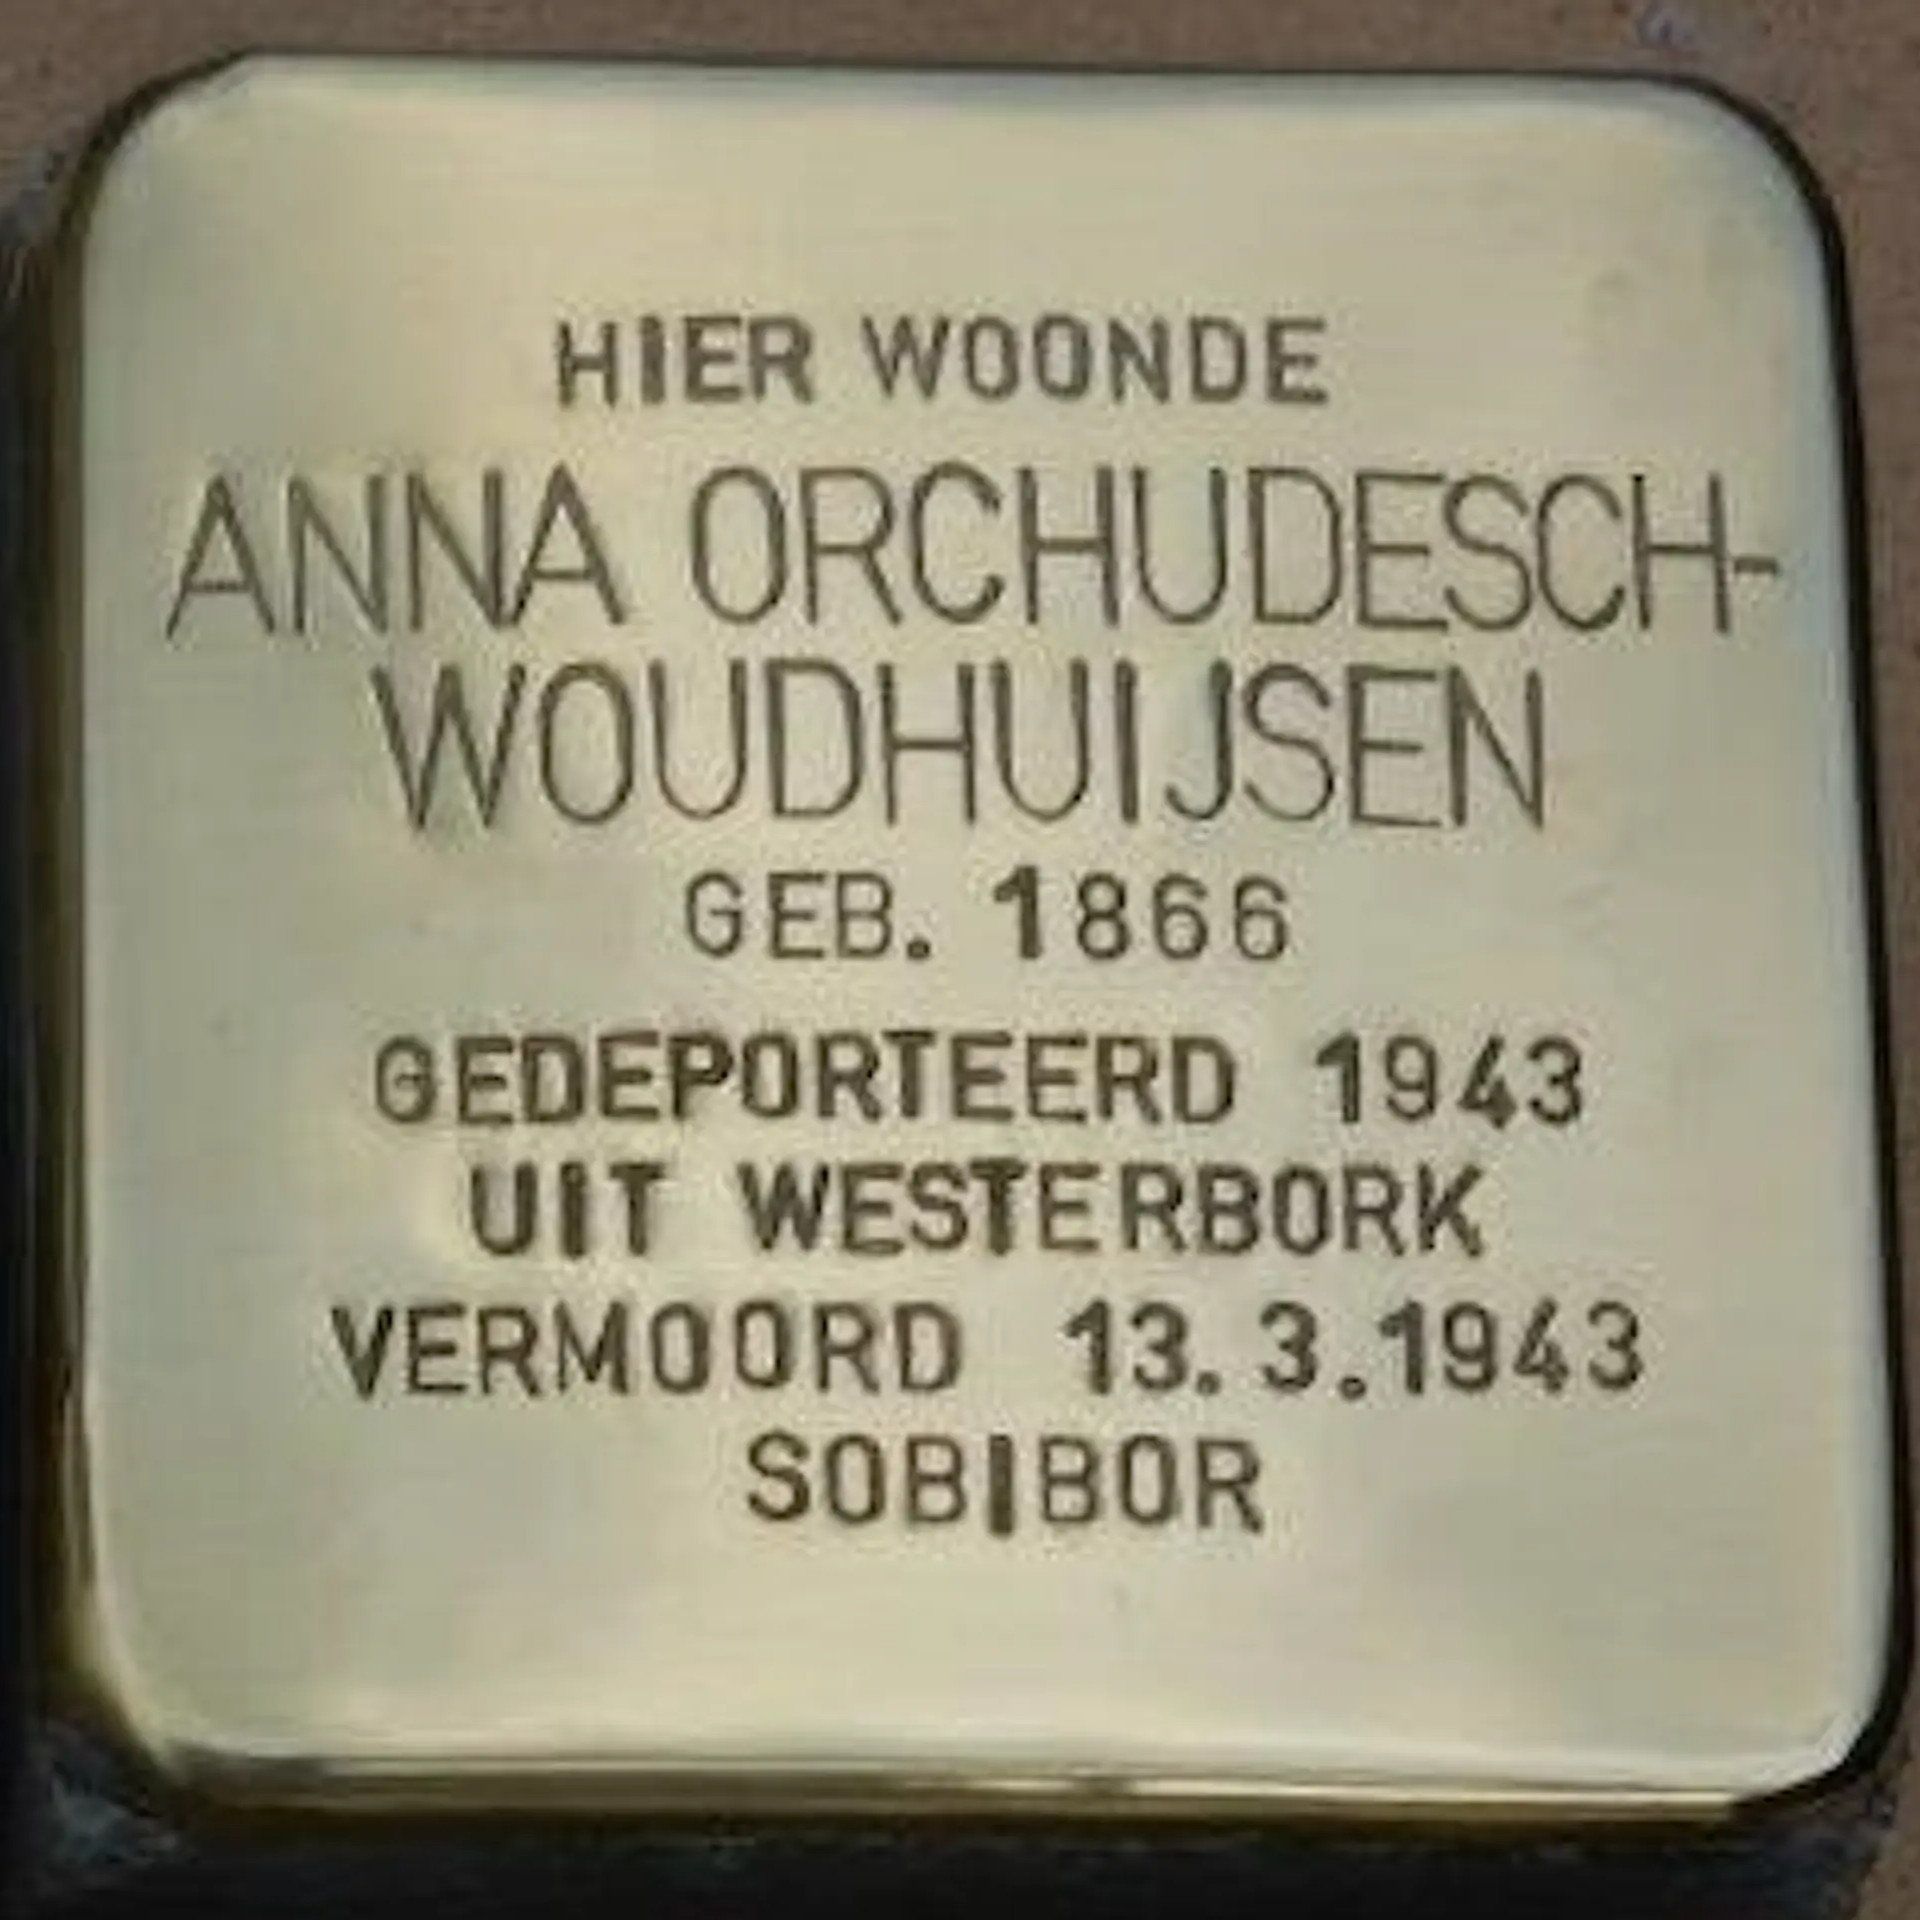 HIER WOONDE
ANNA ORCHUDESCH-
WOUDHUIJSEN
GEB. 1866
GEDEPORTEERD 1943
UIT WESTERBORK
VERMOORD 13.3.1943
SOBIBOR